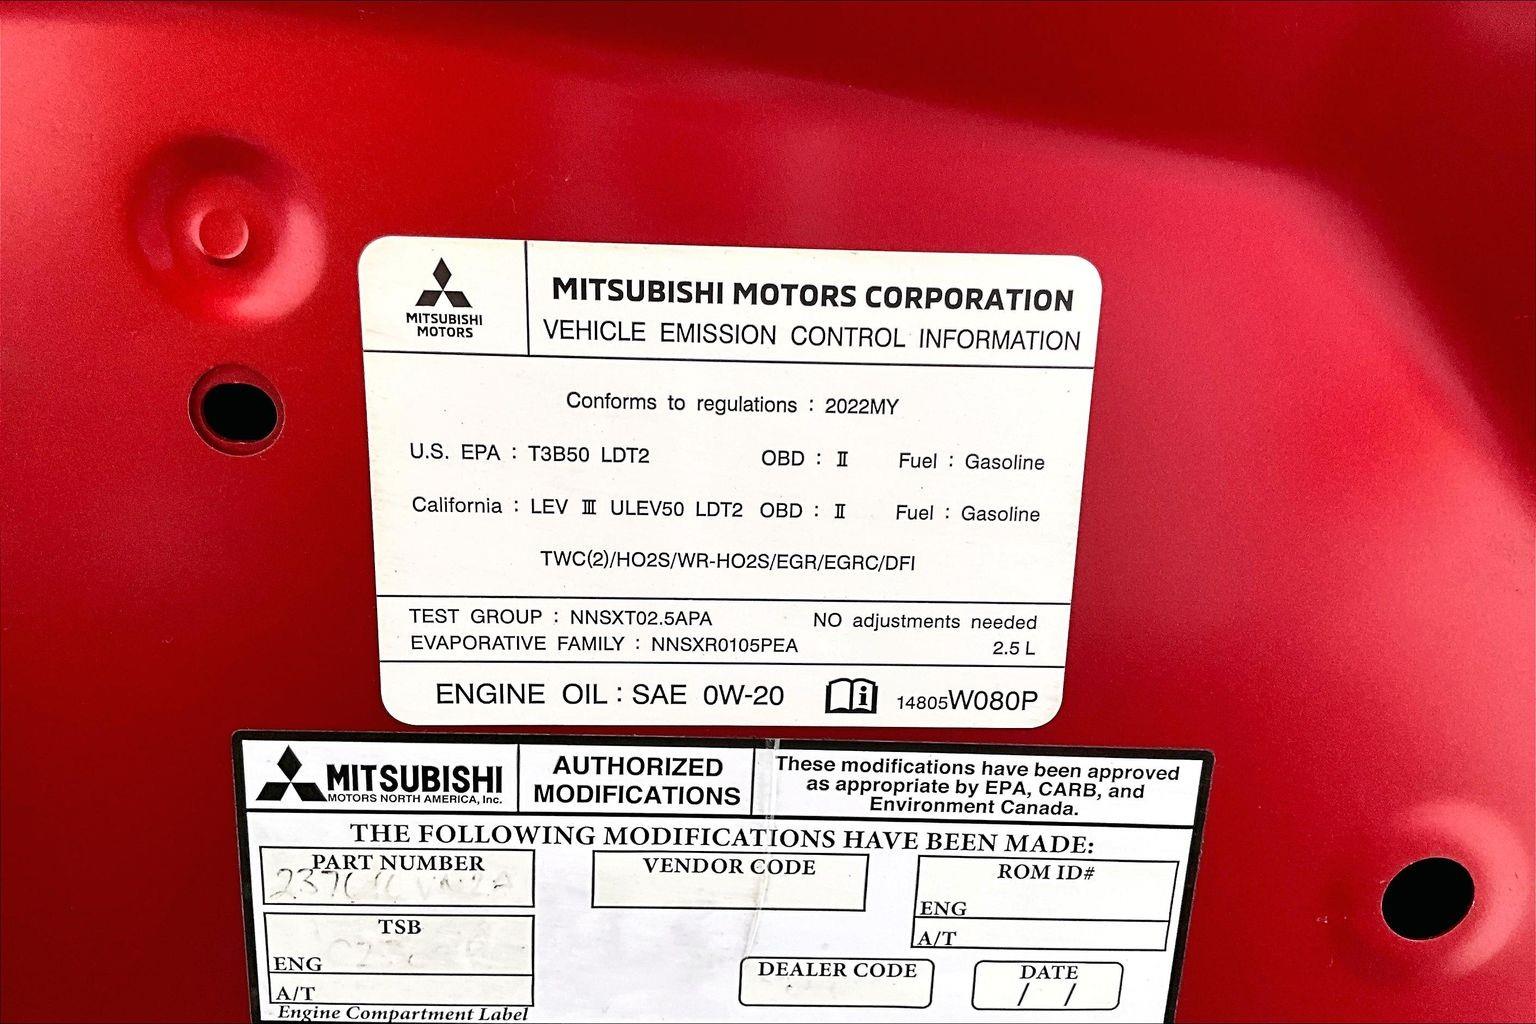 MITSUBISHI
MOTORS
MITSUBISHI MOTORS CORPORATION
VEHICLE EMISSION CONTROL INFORMATION
Conforms to regulations : 2022MY
U.S. EPA : T3B50 LDT2 OBD : Ⅱ Fuel : Gasoline
California : LEV Ⅲ ULEV50 LDT2 OBD : Ⅱ Fuel : Gasoline
TWC(2)/HO2S/WR-HO2S/EGR/EGRC/DFI
TEST GROUP : NNSXT02.5APA NO adjustments needed
EVAPORATIVE FAMILY : NNSXR0105PEA 2.5 L
ENGINE OIL : SAE 0W-20 14805W080P
MITSUBISHI
MOTORS NORTH AMERICA, Inc.
AUTHORIZED
MODIFICATIONS
These modifications have been approved
as appropriate by EPA, CARB, and
Environment Canada.
THE FOLLOWING MODIFICATIONS HAVE BEEN MADE:
PART NUMBER
VENDOR CODE
ROM ID#
ENG
A/T
TSB
ENG
A/T
DEALER CODE
DATE
/ /
Engine Compartment Label